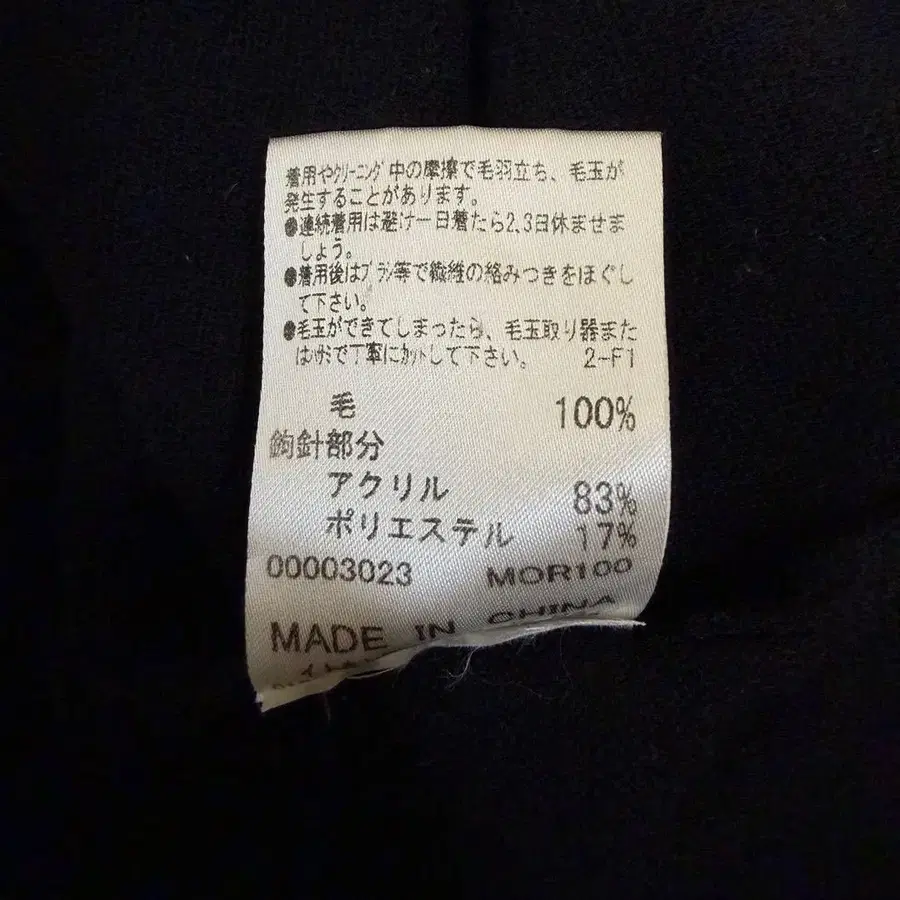 着用やクリーニング中の摩擦で毛羽立ち、毛玉が
発生することがあります。
●連続着用は避け一日着たら2,3日休ませま
しょう。
●着用後はブラシ等で繊維の絡みつきをほぐし
て下さい。
●毛玉ができてしまったら、毛玉取り器また
はハサミで丁寧にカットして下さい。 2-F1
毛 100%
鈎針部分
アクリル 83%
ポリエステル 17%
00003023 MOR100
MADE IN CHINA